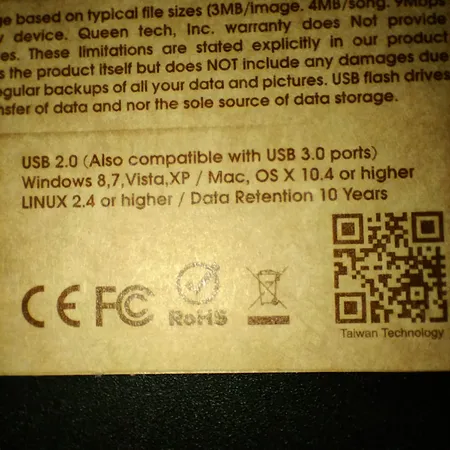 ge based on typical file sizes (3MB/image. 4MB/song. 9Mbps
y device. Queen tech, Inc. warranty does Not provide
es. These limitations are stated explicitly in our product
s the product itself but does NOT include any damages due
egular backups of all your data and pictures. USB flash drives
nsfer of data and nor the sole source of data storage.
USB 2.0 (Also compatible with USB 3.0 ports)
Windows 8,7,Vista,XP / Mac, OS X 10.4 or higher
LINUX 2.4 or higher / Data Retention 10 Years
CE FC RoHS
Taiwan Technology